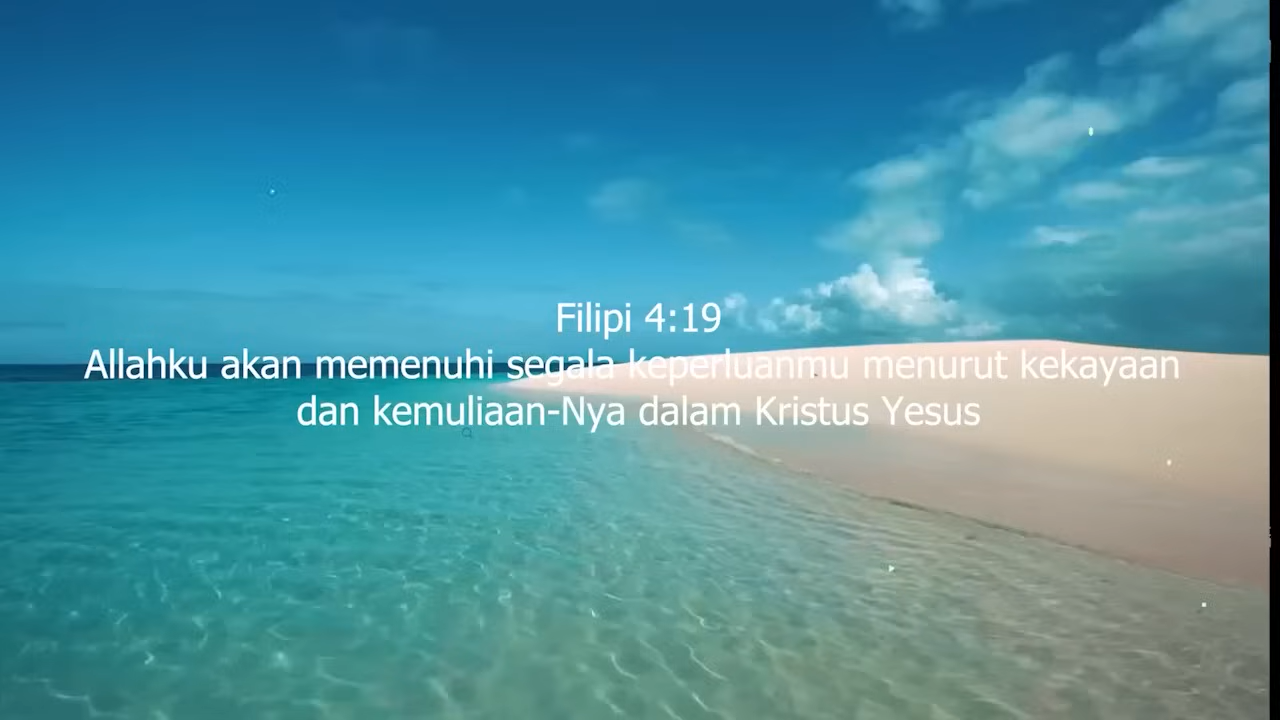 Filipi 4:19
Allahku akan memenuhi segala keperluanmu menurut kekayaan
dan kemuliaan-Nya dalam Kristus Yesus